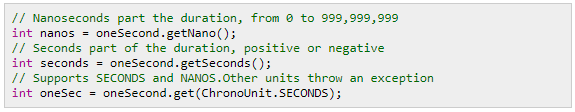 // Nanoseconds part the duration, from 0 to 999,999,999
int nanos = oneSecond.getNano();
// Seconds part of the duration, positive or negative
int seconds = oneSecond.getSeconds();
// Supports SECONDS and NANOS.Other units throw an exception
int oneSec = oneSecond.get(ChronoUnit.SECONDS);